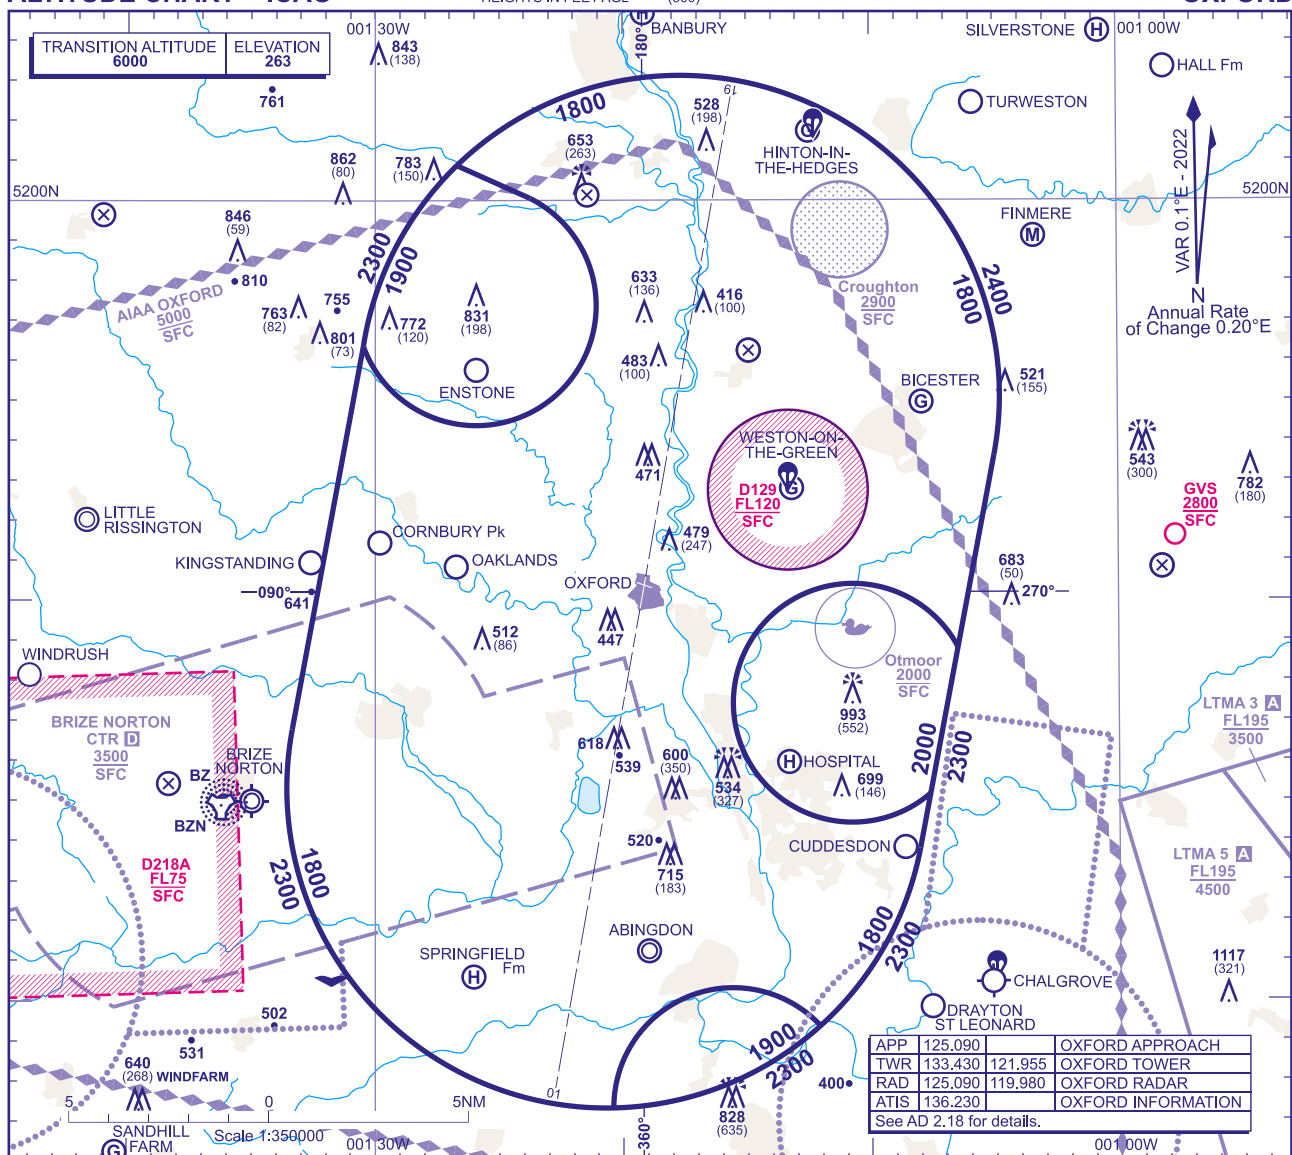 OXFORD
BANBURY
180°
SILVERSTONE H
001 00W
001 30W
843
(138)
TRANSITION ALTITUDE
6000
ELEVATION
263
761
HALL Fm
TURWESTON
1800
19
528
(198)
653
(263)
HINTON-IN-
THE-HEDGES
862
(80)
783
(150)
VAR 0.1°E - 2022
5200N
5200N
846
(59)
810
FINMERE
M
2300
1900
AIAA OXFORD
5000
SFC
763
(82)
755
801
(73)
772
(120)
831
(198)
633
(136)
416
(100)
Croughton
2900
SFC
2400
1800
N
Annual Rate
of Change 0.20°E
483
(100)
ENSTONE
BICESTER
G
521
(155)
WESTON-ON-
THE-GREEN
G
D129
FL120
SFC
471
543
(300)
782
(180)
GVS
2800
SFC
LITTLE
RISSINGTON
CORNBURY Pk
479
(247)
KINGSTANDING
OAKLANDS
OXFORD
683
(50)
090°
641
270°
512
(86)
447
WINDRUSH
Otmoor
2000
SFC
993
(552)
LTMA 3 A
FL195
3500
BRIZE NORTON
CTR D
3500
SFC
BRIZE
NORTON
BZ
BZN
618
539
600
(350)
534
(327)
H HOSPITAL
699
(146)
2000
2300
D218A
FL75
SFC
520
715
(183)
CUDDESDON
LTMA 5 A
FL195
4500
1800
2300
1800
2300
ABINGDON
SPRINGFIELD
Fm
H
CHALGROVE
1117
(321)
DRAYTON
ST LEONARD
502
531
640
(268)
WINDFARM
1900
2300
400
828
(635)
01
360°
APP 125.090 OXFORD APPROACH
TWR 133.430 121.955 OXFORD TOWER
RAD 125.090 119.980 OXFORD RADAR
ATIS 136.230 OXFORD INFORMATION
See AD 2.18 for details.
5 0 5NM
Scale 1:350000
SANDHILL
FARM
G
001 30W
001 00W